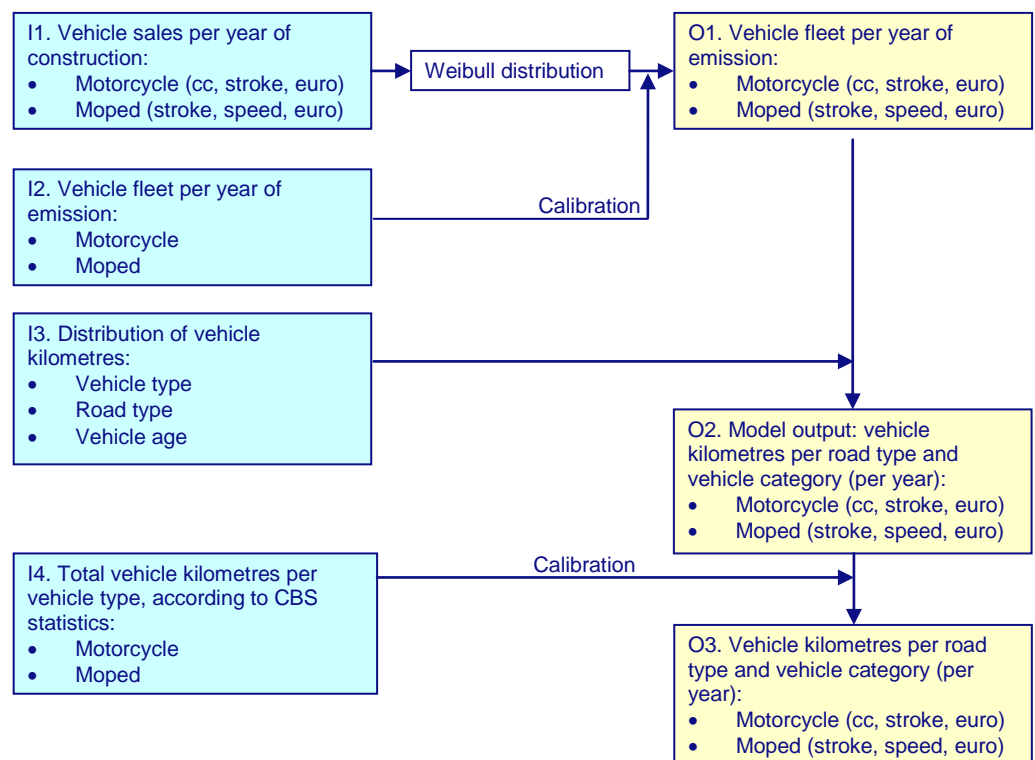 I1. Vehicle sales per year of
construction:
• Motorcycle (cc, stroke, euro)
• Moped (stroke, speed, euro)
Weibull distribution
O1. Vehicle fleet per year of
emission:
• Motorcycle (cc, stroke, euro)
• Moped (stroke, speed, euro)
I2. Vehicle fleet per year of
emission:
• Motorcycle
• Moped
Calibration
I3. Distribution of vehicle
kilometres:
• Vehicle type
• Road type
• Vehicle age
O2. Model output: vehicle
kilometres per road type and
vehicle category (per year):
• Motorcycle (cc, stroke, euro)
• Moped (stroke, speed, euro)
I4. Total vehicle kilometres per
vehicle type, according to CBS
statistics:
• Motorcycle
• Moped
Calibration
O3. Vehicle kilometres per road
type and vehicle category (per
year):
• Motorcycle (cc, stroke, euro)
• Moped (stroke, speed, euro)